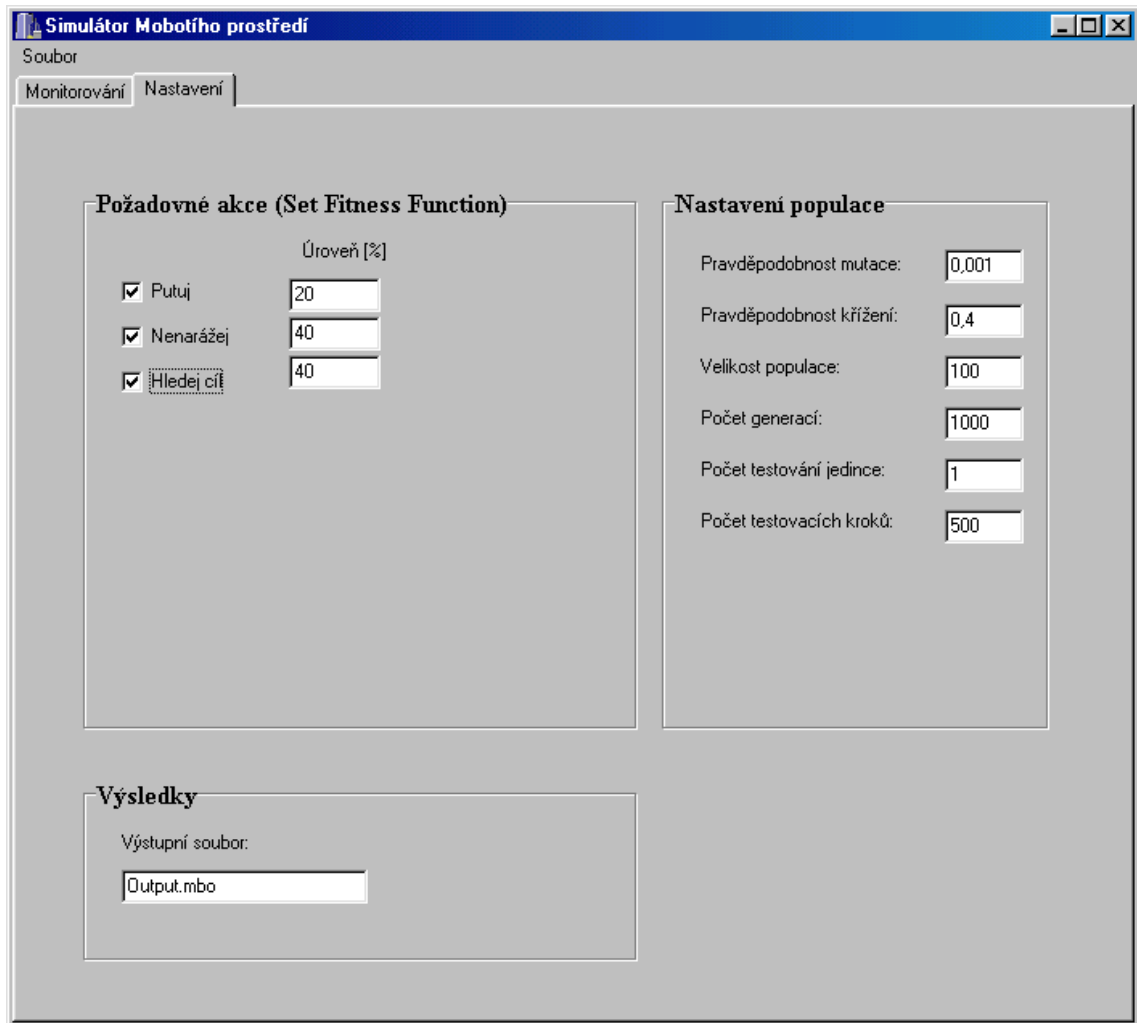 Simulátor Mobotího prostředí
Soubor
Monitorování Nastavení
Požadovné akce (Set Fitness Function)
Úroveň [%]
Putuj 20
Nenarážej 40
Hledej cíl 40
Nastavení populace
Pravděpodobnost mutace: 0,001
Pravděpodobnost křížení: 0,4
Velikost populace: 100
Počet generací: 1000
Počet testování jedince: 1
Počet testovacích kroků: 500
Výsledky
Výstupní soubor:
Output.mbo